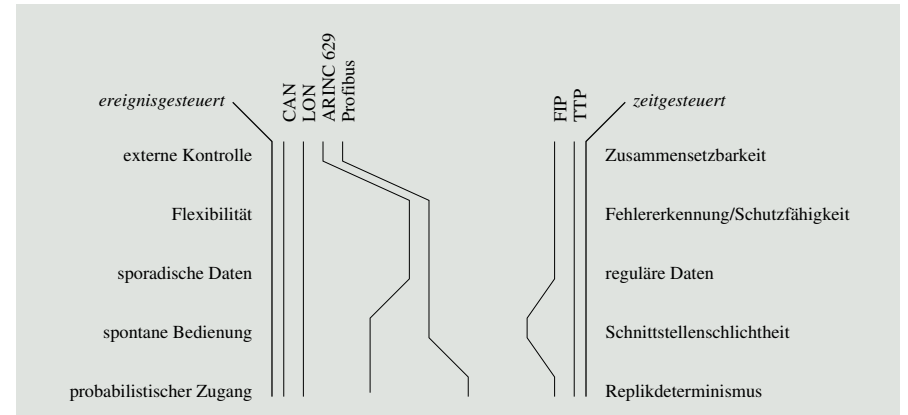 ereignisgesteuert
CAN
LON
ARINC 629
Profibus
FIP
TTP
zeitgesteuert
externe Kontrolle
Zusammensetzbarkeit
Flexibilität
Fehlererkennung/Schutzfähigkeit
sporadische Daten
reguläre Daten
spontane Bedienung
Schnittstellenschlichtheit
probabilistischer Zugang
Replikdeterminismus